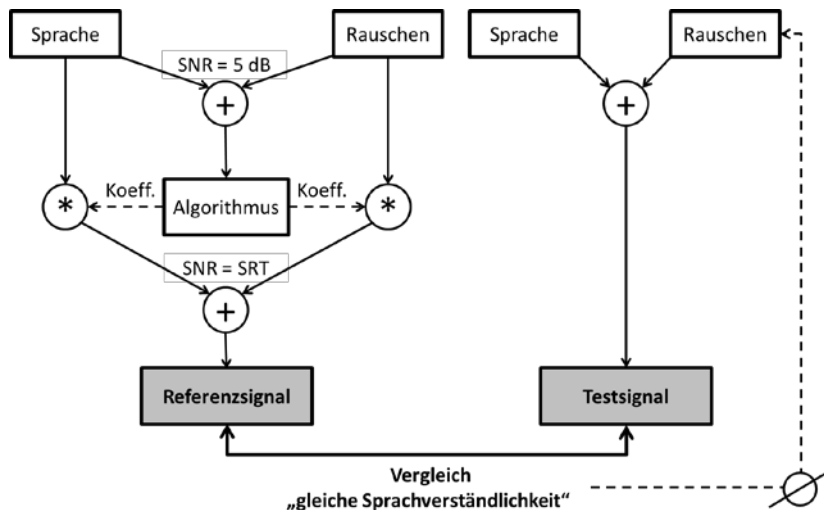 Sprache
Rauschen
SNR = 5 dB
+
Koeff.
Algorithmus
Koeff.
*
*
SNR = SRT
+
Referenzsignal
Sprache
Rauschen
+
Testsignal
Vergleich
„gleiche Sprachverständlichkeit“